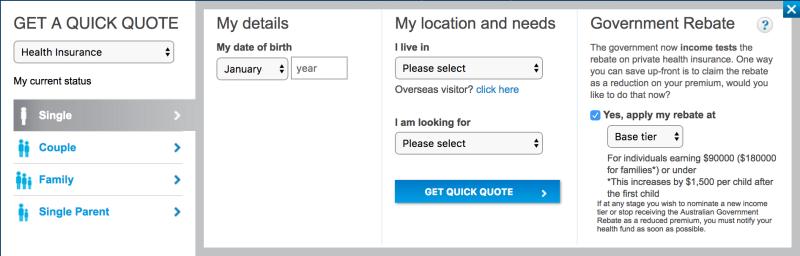 GET A QUICK QUOTE
Health Insurance
My current status
Single
Couple
Family
Single Parent
My details
My date of birth
January
year
My location and needs
I live in
Please select
Overseas visitor? click here
I am looking for
Please select
GET QUICK QUOTE
Government Rebate
?
The government now income tests the
rebate on private health insurance. One way
you can save up-front is to claim the rebate
as a reduction on your premium, would you
like to do that now?
Yes, apply my rebate at
Base tier
For individuals earning $90000 ($180000
for families*) or under
*This increases by $1,500 per child after
the first child
If at any stage you wish to nominate a new income
tier or stop receiving the Australian Government
Rebate as a reduced premium, you must notify your
health fund as soon as possible.